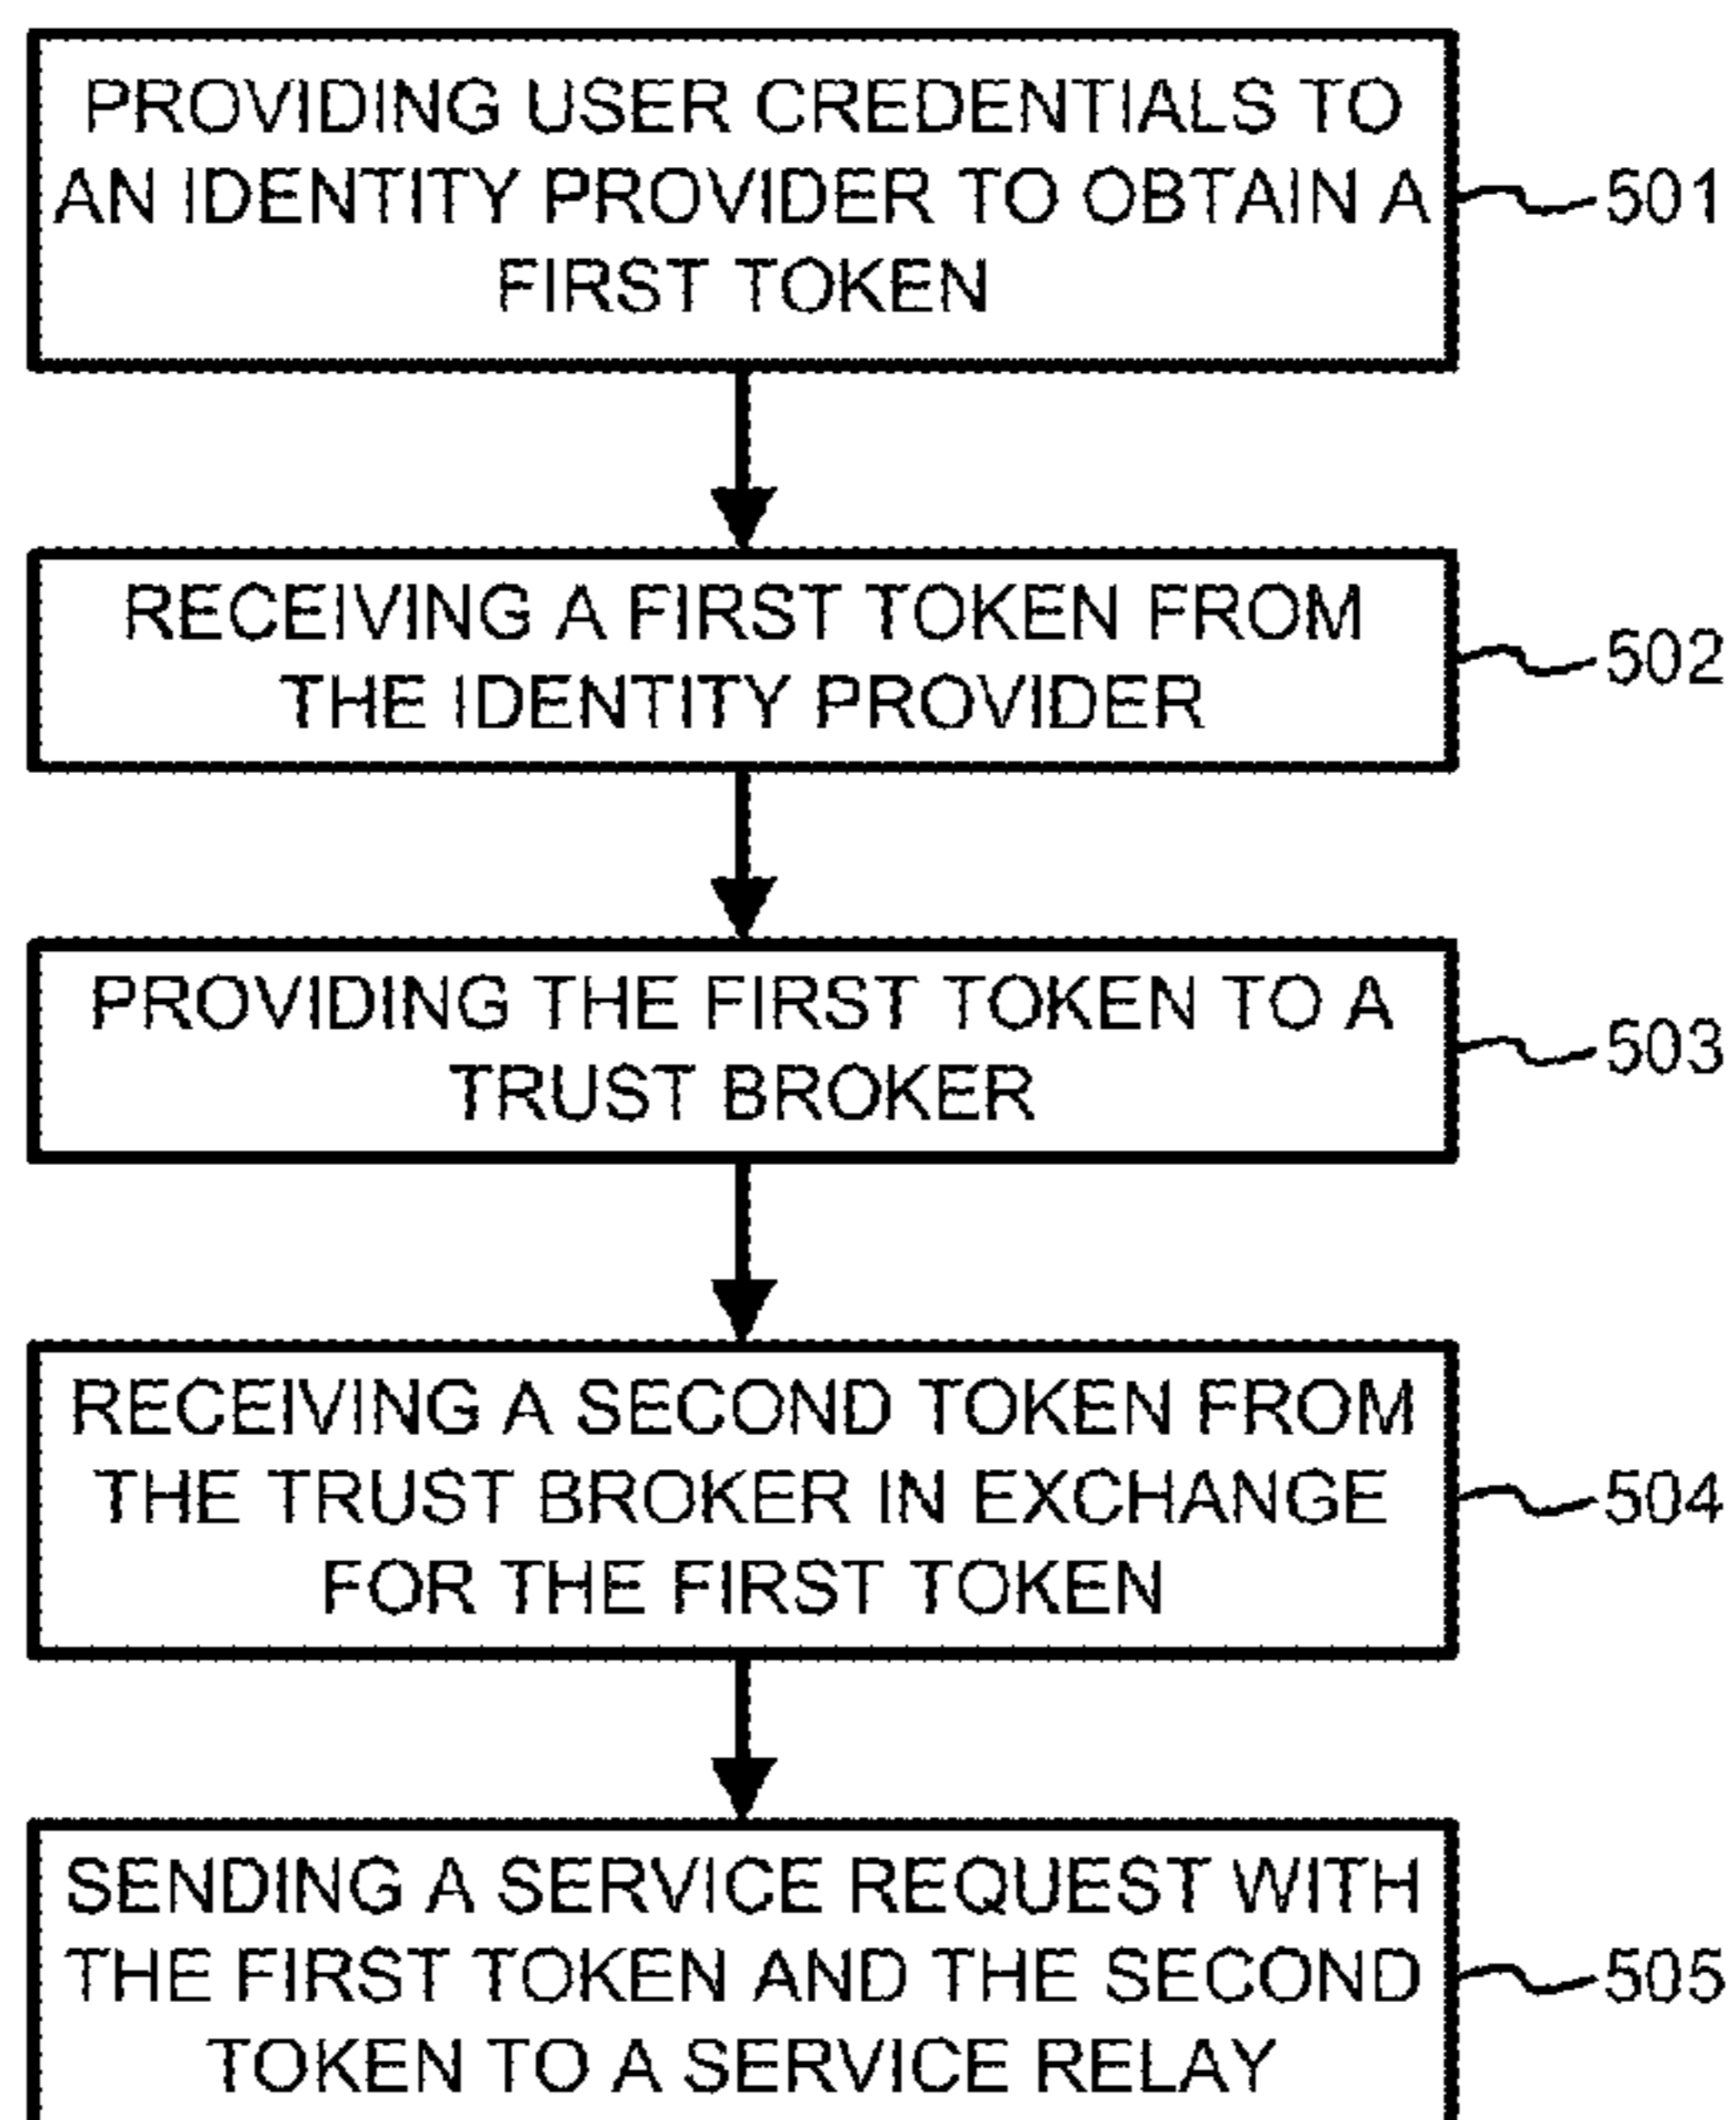 PROVIDING USER CREDENTIALS TO
AN IDENTITY PROVIDER TO OBTAIN A
FIRST TOKEN
501
RECEIVING A FIRST TOKEN FROM
THE IDENTITY PROVIDER
502
PROVIDING THE FIRST TOKEN TO A
TRUST BROKER
503
RECEIVING A SECOND TOKEN FROM
THE TRUST BROKER IN EXCHANGE
FOR THE FIRST TOKEN
504
SENDING A SERVICE REQUEST WITH
THE FIRST TOKEN AND THE SECOND
TOKEN TO A SERVICE RELAY
505